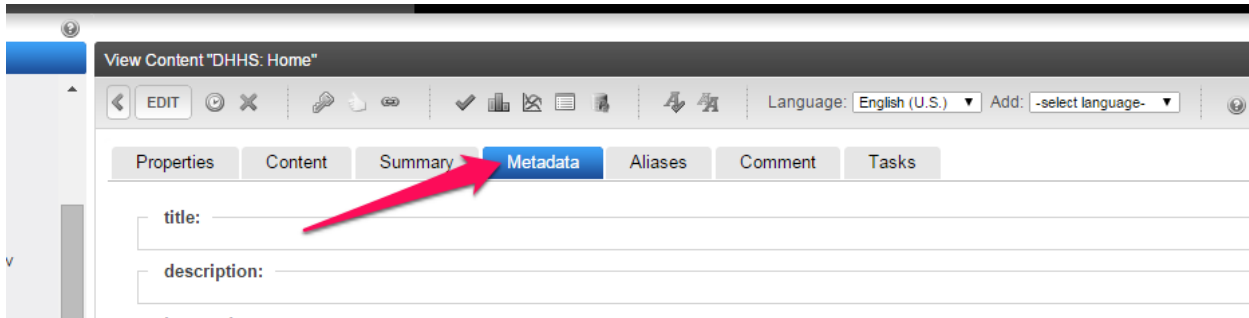 View Content "DHHS: Home"
EDIT Language: English (U.S.) Add: -select language-
Properties Content Summary Metadata Aliases Comment Tasks
title:
description:
v